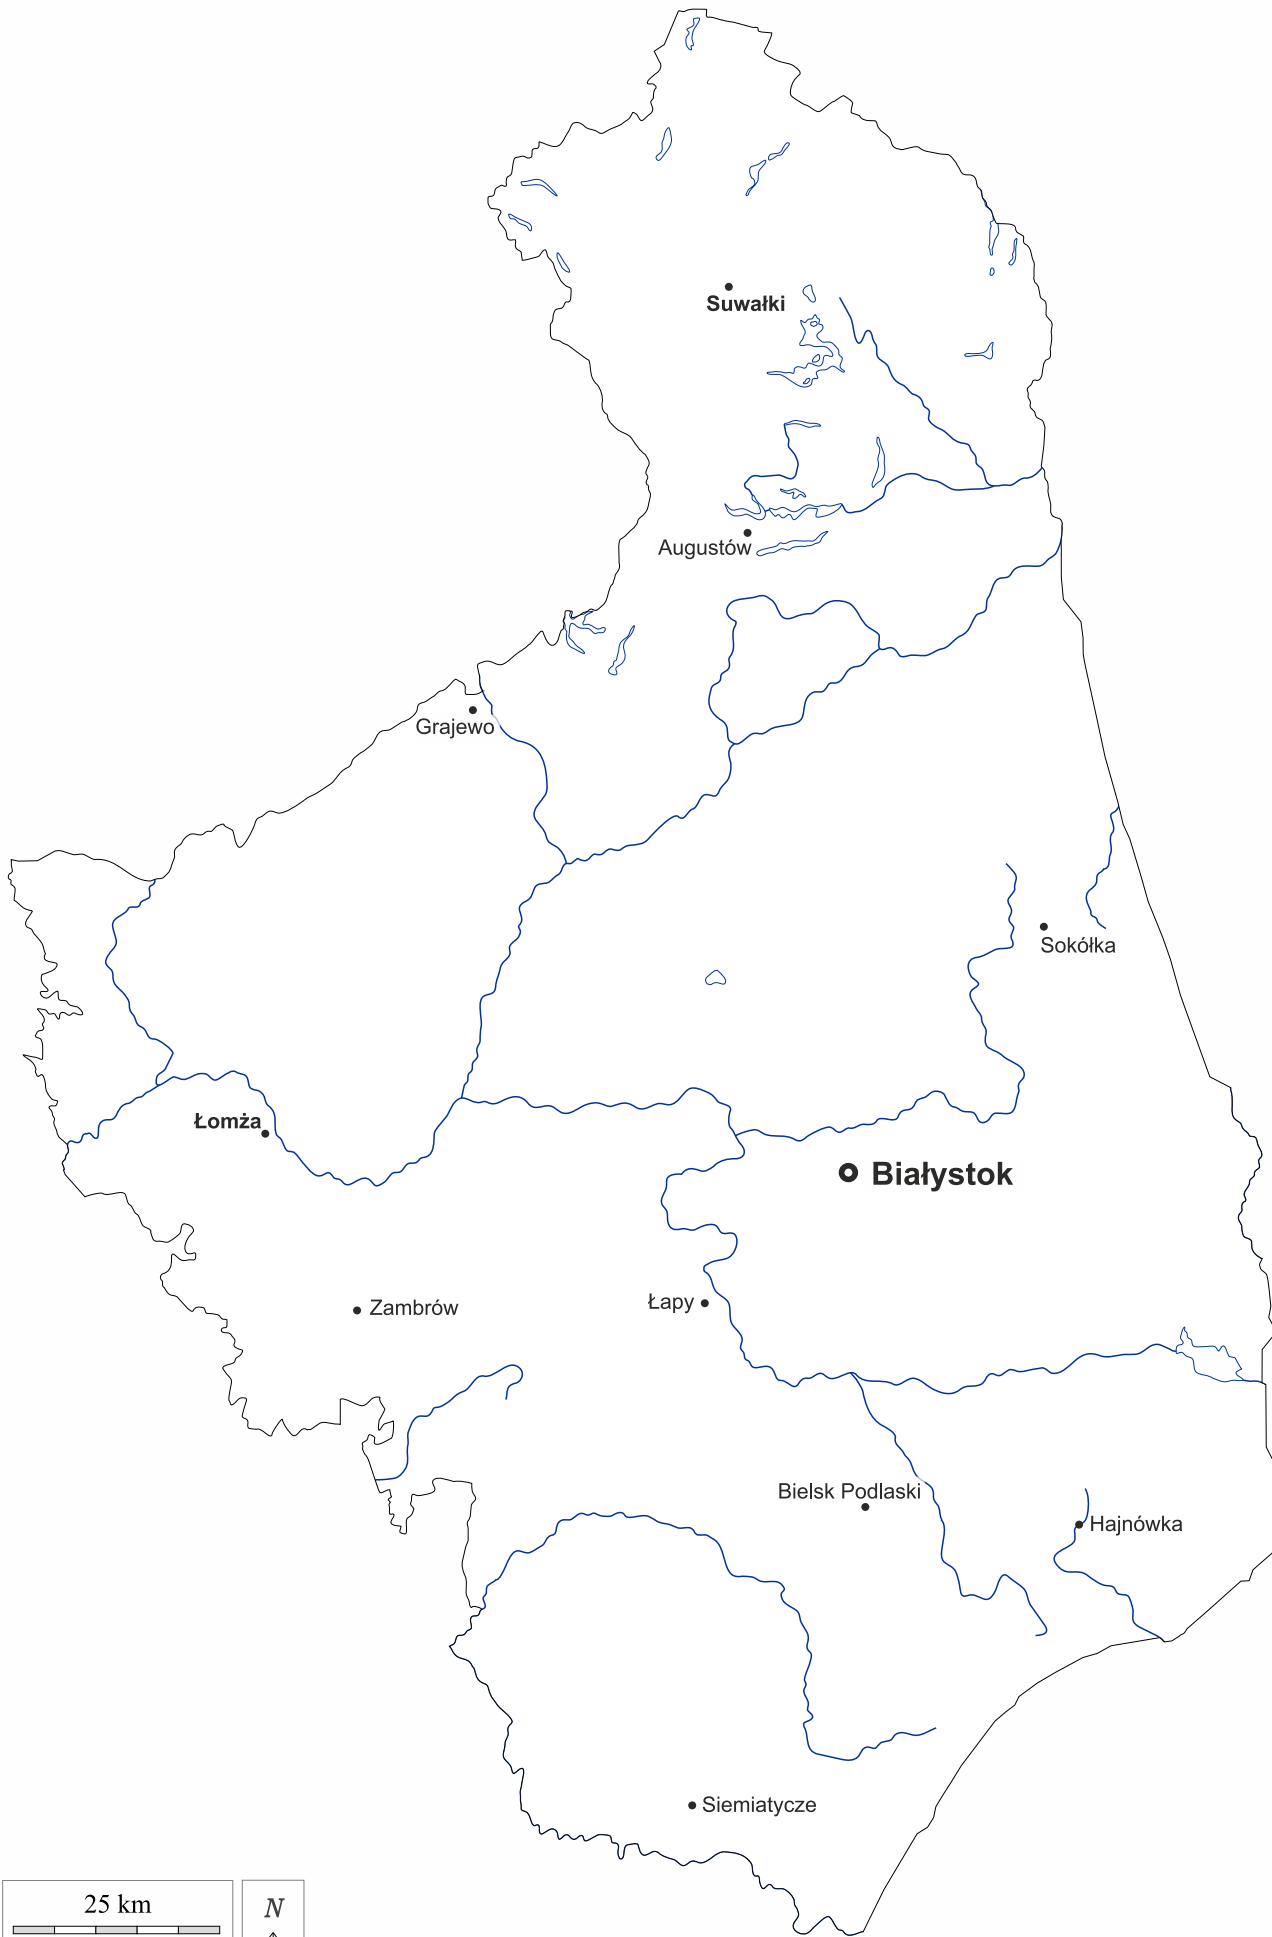 Suwałki
Augustów
Grajewo
Sokółka
Łomża
Białystok
Łapy
Zambrów
Bielsk Podlaski
Hajnówka
Siemiatycze
25 km
N